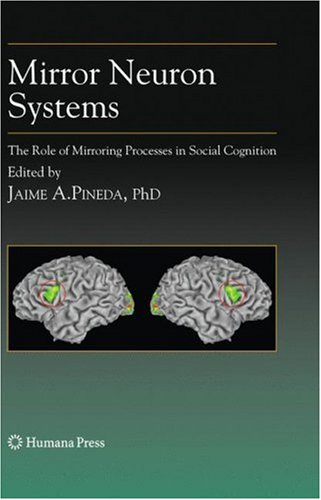 Mirror Neuron
Systems
The Role of Mirroring Processes in Social Cognition
Edited by
JAIME A.PINEDA, PHD
Humana Press